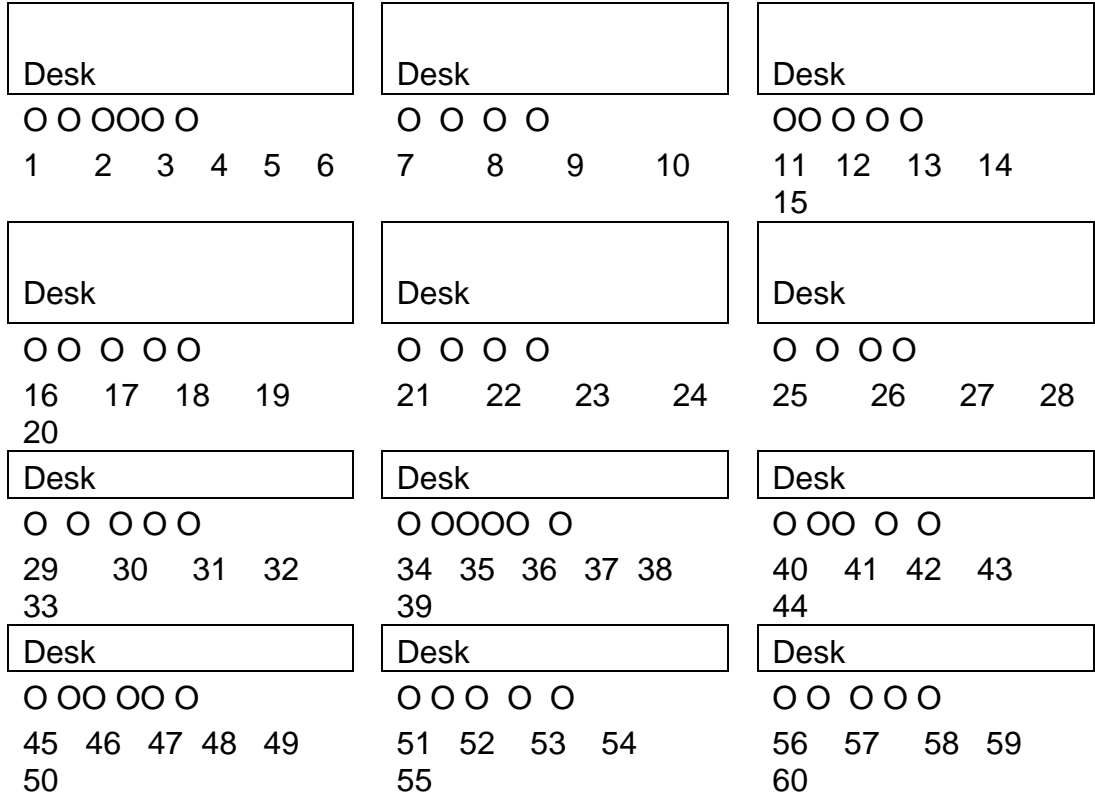 Desk Desk Desk
O O OOO O O O O O OO O O O
1 2 3 4 5 6 7 8 9 10 11 12 13 14
15
Desk Desk Desk
O O O O O O O O O O O O O
16 17 18 19 21 22 23 24 25 26 27 28
20
Desk Desk Desk
O O O O O O OOOO O O OO O O
29 30 31 32 34 35 36 37 38 40 41 42 43
33 39 44
Desk Desk Desk
O OO OO O O O O O O O O O O O
45 46 47 48 49 51 52 53 54 56 57 58 59
50 55 60